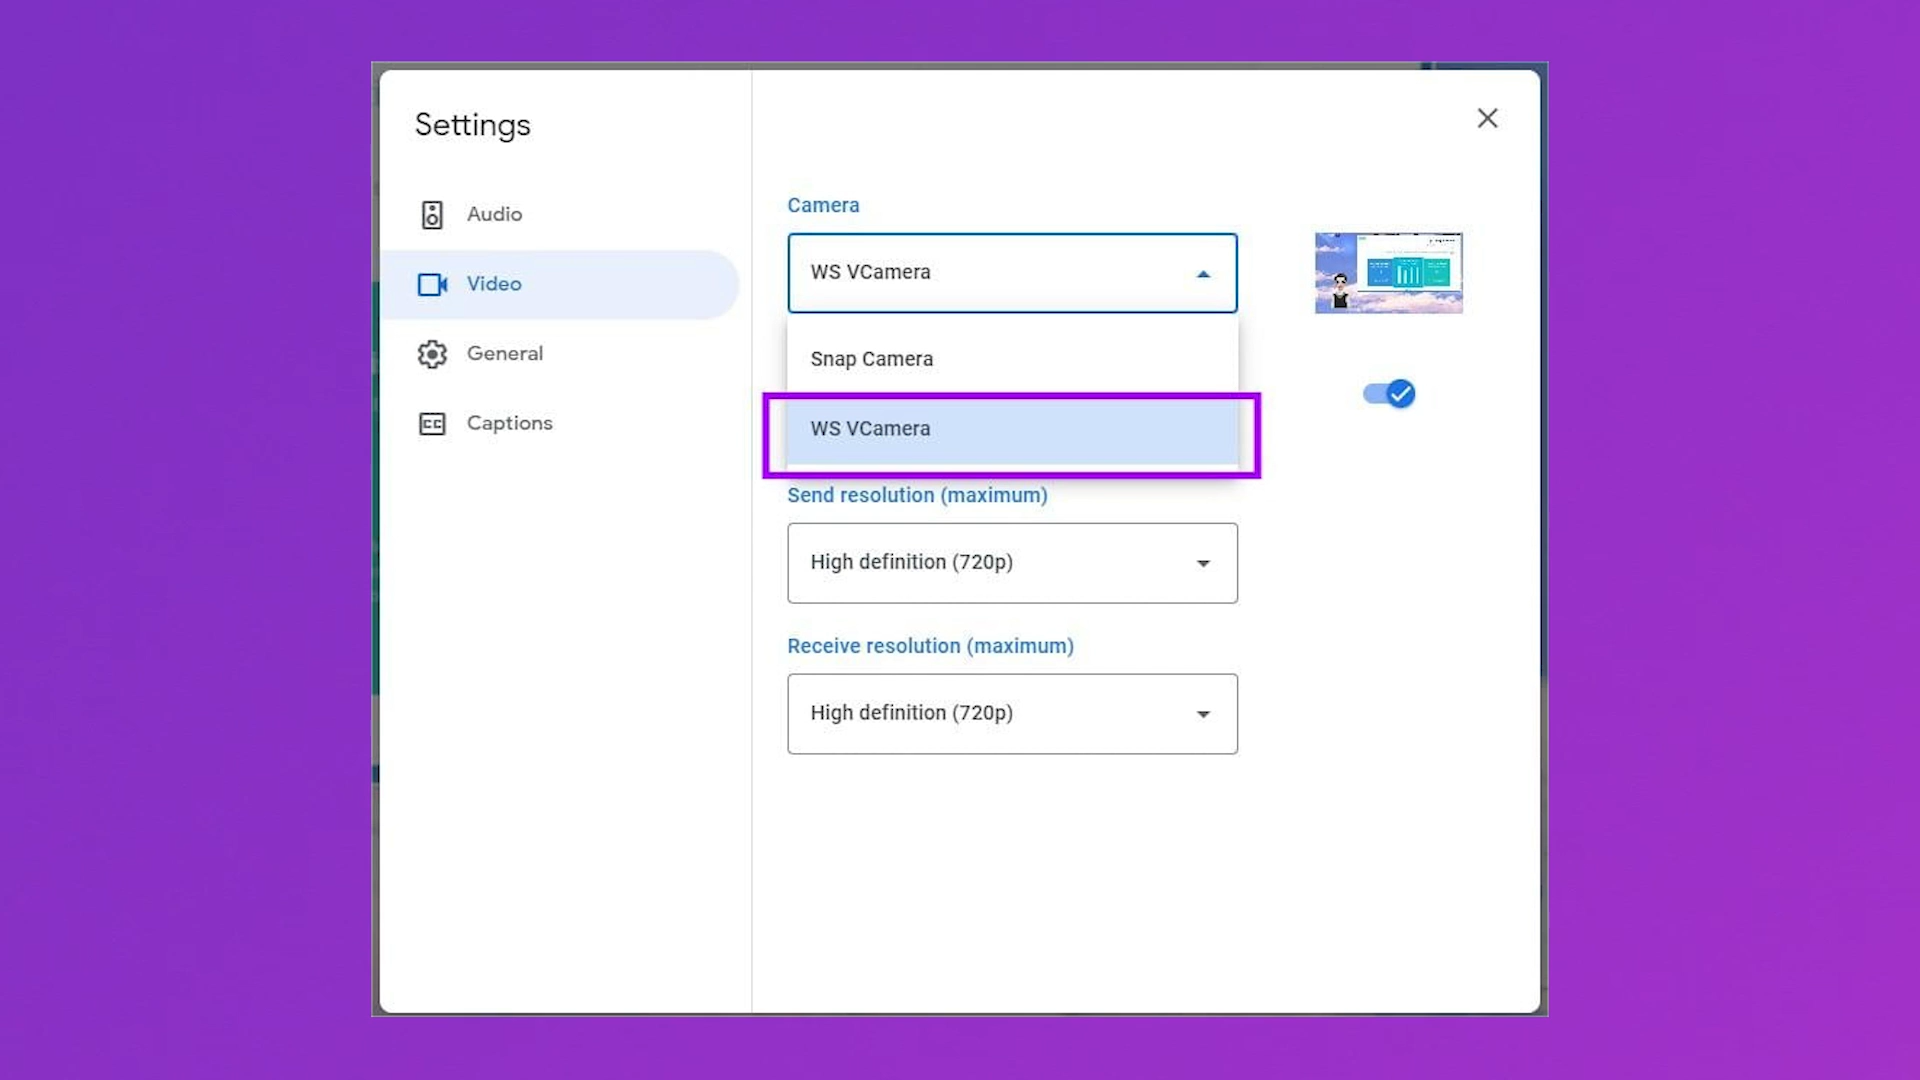 Settings
Audio
Video
General
Captions
Camera
WS VCamera
Snap Camera
WS VCamera
Send resolution (maximum)
High definition (720p)
Receive resolution (maximum)
High definition (720p)